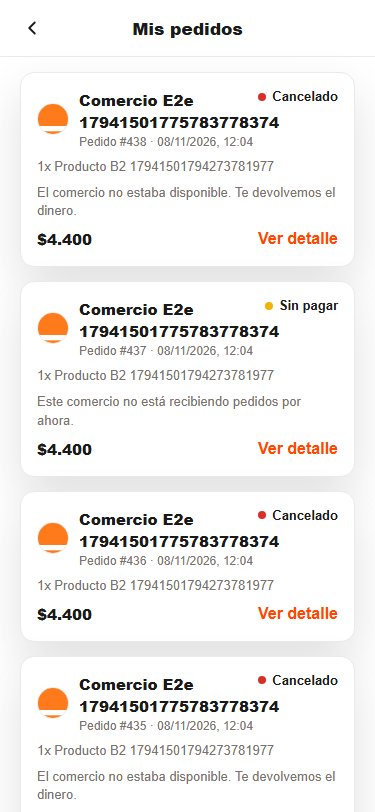 Mis pedidos
Comercio E2e
Cancelado
17941501775783778374
Pedido #438 · 08/11/2026, 12:04
1x Producto B2 17941501794273781977
El comercio no estaba disponible. Te devolvemos el
dinero.
$4.400
Ver detalle
Comercio E2e
Sin pagar
17941501775783778374
Pedido #437 · 08/11/2026, 12:04
1x Producto B2 17941501794273781977
Este comercio no está recibiendo pedidos por
ahora.
$4.400
Ver detalle
Comercio E2e
Cancelado
17941501775783778374
Pedido #436 · 08/11/2026, 12:04
1x Producto B2 17941501794273781977
$4.400
Ver detalle
Comercio E2e
Cancelado
17941501775783778374
Pedido #435 · 08/11/2026, 12:04
1x Producto B2 17941501794273781977
El comercio no estaba disponible. Te devolvemos el
dinero.